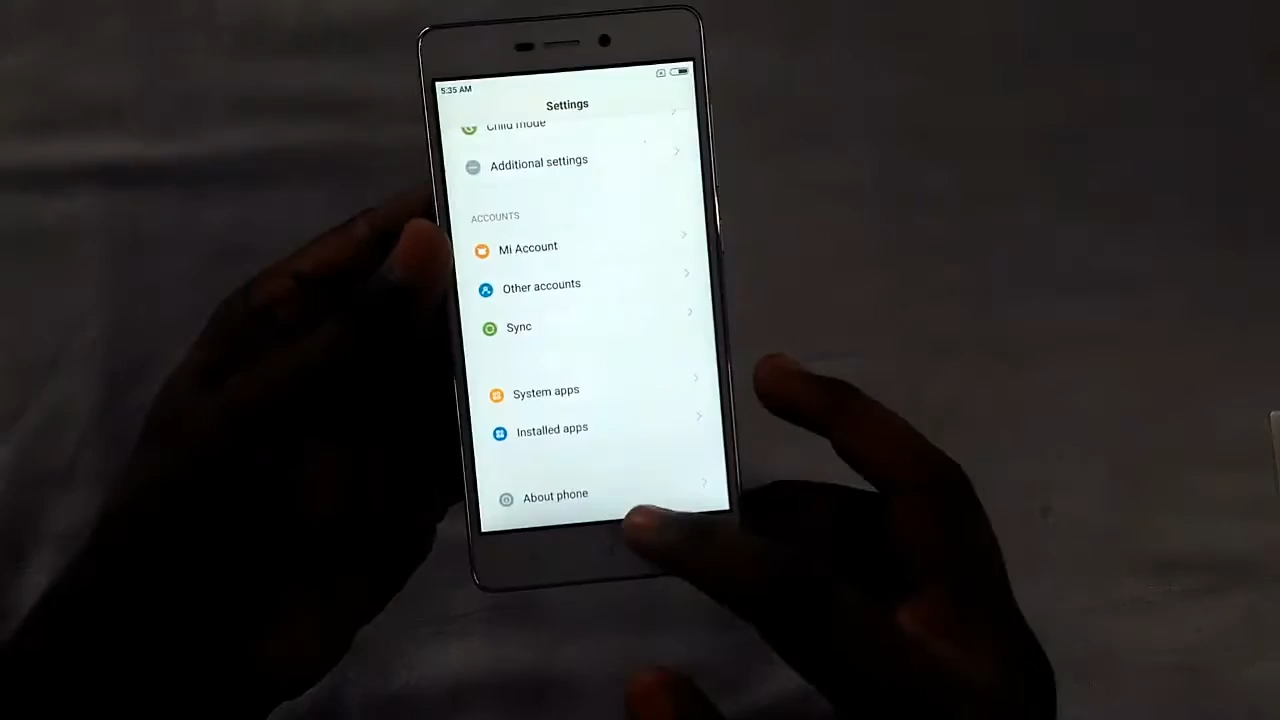 5:35 AM
Settings
Child mode
Additional settings
ACCOUNTS
Mi Account
Other accounts
Sync
System apps
Installed apps
About phone